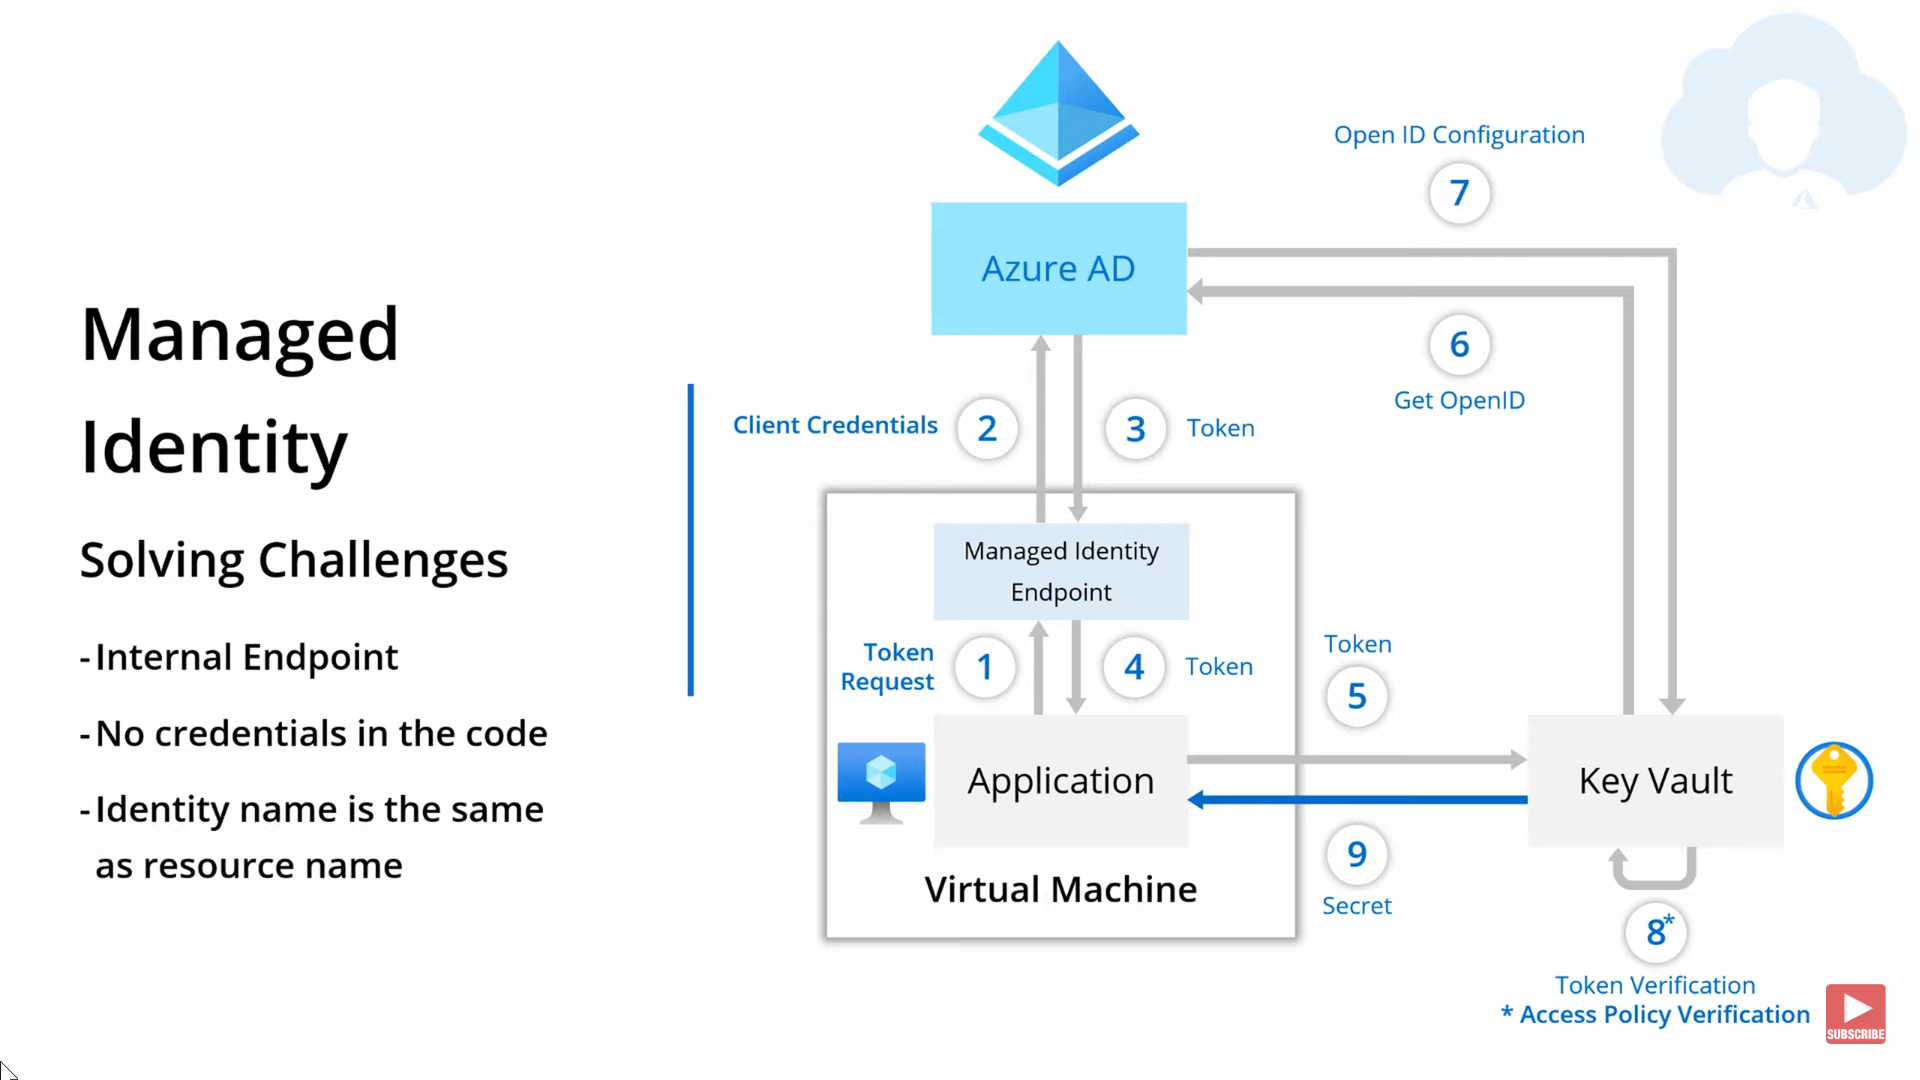 Managed
Identity
Solving Challenges
- Internal Endpoint
- No credentials in the code
- Identity name is the same
as resource name
Open ID Configuration
7
Azure AD
6
Get OpenID
Client Credentials
2
3
Token
Managed Identity
Endpoint
Token
Request
1
4
Token
Token
5
Application
Key Vault
Virtual Machine
9
Secret
8*
Token Verification
* Access Policy Verification
SUBSCRIBE